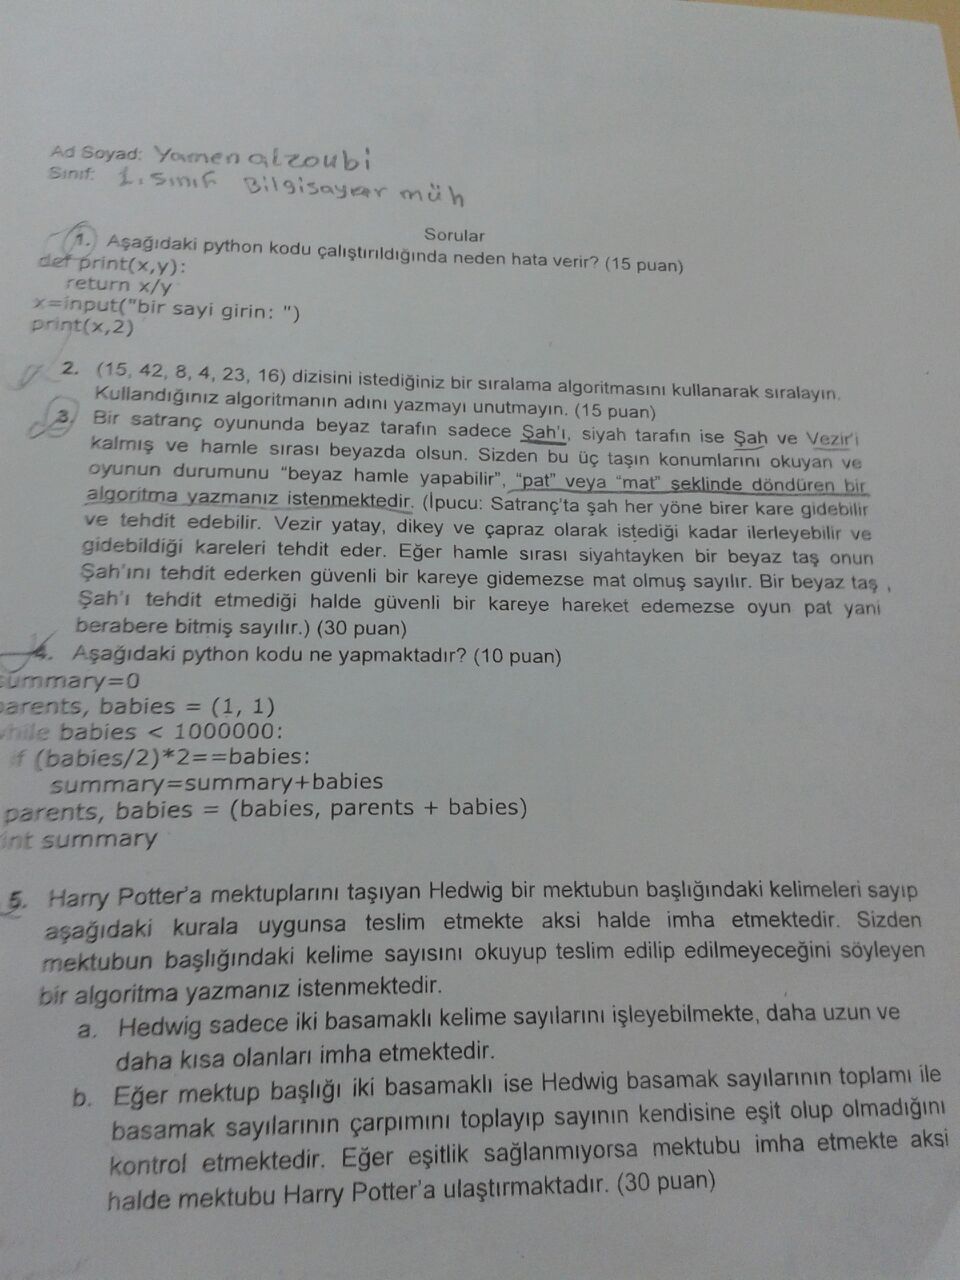 Ad Soyad: Yamen alzoubi
Sınıf: 1. sınıf Bilgisayar müh
Sorular
1. Aşağıdaki python kodu çalıştırıldığında neden hata verir? (15 puan)
def print(x,y):
return x/y
x=input("bir sayi girin: ")
print(x,2)
2. (15, 42, 8, 4, 23, 16) dizisini istediğiniz bir sıralama algoritmasını kullanarak sıralayın.
Kullandığınız algoritmanın adını yazmayı unutmayın. (15 puan)
3. Bir satranç oyununda beyaz tarafın sadece Şah'ı, siyah tarafın ise Şah ve Vezir'i
kalmış ve hamle sırası beyazda olsun. Sizden bu üç taşın konumlarını okuyan ve
oyunun durumunu "beyaz hamle yapabilir", "pat" veya "mat" şeklinde döndüren bir
algoritma yazmanız istenmektedir. (İpucu: Satranç'ta şah her yöne birer kare gidebilir
ve tehdit edebilir. Vezir yatay, dikey ve çapraz olarak istediği kadar ilerleyebilir ve
gidebildiği kareleri tehdit eder. Eğer hamle sırası siyahtayken bir beyaz taş onun
Şah'ını tehdit ederken güvenli bir kareye gidemezse mat olmuş sayılır. Bir beyaz taş ,
Şah'ı tehdit etmediği halde güvenli bir kareye hareket edemezse oyun pat yani
berabere bitmiş sayılır.) (30 puan)
4. Aşağıdaki python kodu ne yapmaktadır? (10 puan)
summary=0
parents, babies = (1, 1)
while babies < 1000000:
if (babies/2)*2==babies:
summary=summary+babies
parents, babies = (babies, parents + babies)
int summary
5. Harry Potter'a mektuplarını taşıyan Hedwig bir mektubun başlığındaki kelimeleri sayıp
aşağıdaki kurala uygunsa teslim etmekte aksi halde imha etmektedir. Sizden
mektubun başlığındaki kelime sayısını okuyup teslim edilip edilmeyeceğini söyleyen
bir algoritma yazmanız istenmektedir.
a. Hedwig sadece iki basamaklı kelime sayılarını işleyebilmekte, daha uzun ve
daha kısa olanları imha etmektedir.
b. Eğer mektup başlığı iki basamaklı ise Hedwig basamak sayılarının toplamı ile
basamak sayılarının çarpımını toplayıp sayının kendisine eşit olup olmadığını
kontrol etmektedir. Eğer eşitlik sağlanmıyorsa mektubu imha etmekte aksi
halde mektubu Harry Potter'a ulaştırmaktadır. (30 puan)